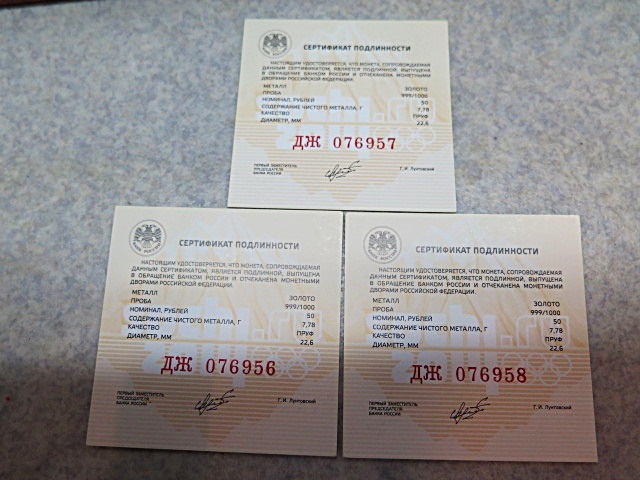 СЕРТИФИКАТ ПОДЛИННОСТИ
НАСТОЯЩИМ УДОСТОВЕРЯЕТСЯ, ЧТО МОНЕТА, СОПРОВОЖДАЕМАЯ
ДАННЫМ СЕРТИФИКАТОМ, ЯВЛЯЕТСЯ ПОДЛИННОЙ, ВЫПУЩЕНА
В ОБРАЩЕНИЕ БАНКОМ РОССИИ И ОТЧЕКАНЕНА МОНЕТНЫМИ
ДВОРАМИ РОССИЙСКОЙ ФЕДЕРАЦИИ.
МЕТАЛЛ ЗОЛОТО
ПРОБА 999/1000
НОМИНАЛ, РУБЛЕЙ 50
СОДЕРЖАНИЕ ЧИСТОГО МЕТАЛЛА, Г 7,78
КАЧЕСТВО ПРУФ
ДИАМЕТР, ММ 22,6
ДЖ 076957
ПЕРВЫЙ ЗАМЕСТИТЕЛЬ
ПРЕДСЕДАТЕЛЯ
БАНКА РОССИИ
Г. И. Лунтовский
СЕРТИФИКАТ ПОДЛИННОСТИ
НАСТОЯЩИМ УДОСТОВЕРЯЕТСЯ, ЧТО МОНЕТА, СОПРОВОЖДАЕМАЯ
ДАННЫМ СЕРТИФИКАТОМ, ЯВЛЯЕТСЯ ПОДЛИННОЙ, ВЫПУЩЕНА
В ОБРАЩЕНИЕ БАНКОМ РОССИИ И ОТЧЕКАНЕНА МОНЕТНЫМИ
ДВОРАМИ РОССИЙСКОЙ ФЕДЕРАЦИИ.
МЕТАЛЛ ЗОЛОТО
ПРОБА 999/1000
НОМИНАЛ, РУБЛЕЙ 50
СОДЕРЖАНИЕ ЧИСТОГО МЕТАЛЛА, Г 7,78
КАЧЕСТВО ПРУФ
ДИАМЕТР, ММ 22,6
ДЖ 076956
ПЕРВЫЙ ЗАМЕСТИТЕЛЬ
ПРЕДСЕДАТЕЛЯ
БАНКА РОССИИ
Г. И. Лунтовский
СЕРТИФИКАТ ПОДЛИННОСТИ
НАСТОЯЩИМ УДОСТОВЕРЯЕТСЯ, ЧТО МОНЕТА, СОПРОВОЖДАЕМАЯ
ДАННЫМ СЕРТИФИКАТОМ, ЯВЛЯЕТСЯ ПОДЛИННОЙ, ВЫПУЩЕНА
В ОБРАЩЕНИЕ БАНКОМ РОССИИ И ОТЧЕКАНЕНА МОНЕТНЫМИ
ДВОРАМИ РОССИЙСКОЙ ФЕДЕРАЦИИ.
МЕТАЛЛ ЗОЛОТО
ПРОБА 999/1000
НОМИНАЛ, РУБЛЕЙ 50
СОДЕРЖАНИЕ ЧИСТОГО МЕТАЛЛА, Г 7,78
КАЧЕСТВО ПРУФ
ДИАМЕТР, ММ 22,6
ДЖ 076958
ПЕРВЫЙ ЗАМЕСТИТЕЛЬ
ПРЕДСЕДАТЕЛЯ
БАНКА РОССИИ
Г. И. Лунтовский